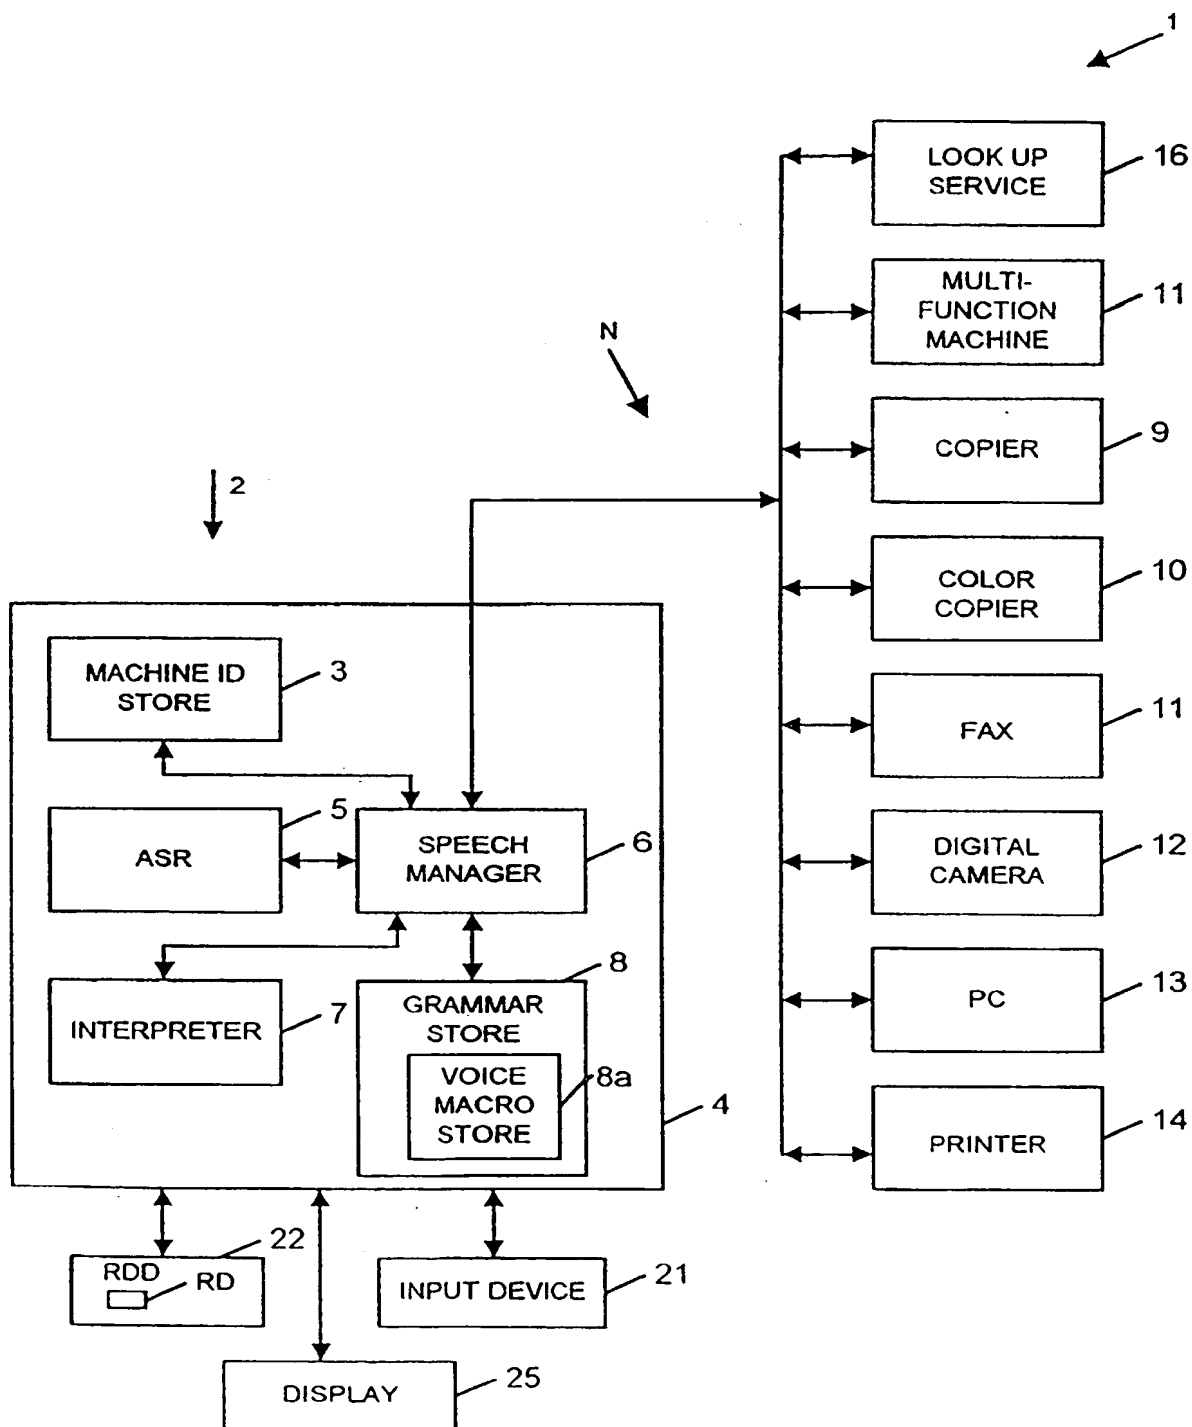 1
LOOK UP
SERVICE
16
MULTI-
FUNCTION
MACHINE
11
N
COPIER
9
2
COLOR
COPIER
10
MACHINE ID
STORE
3
FAX
11
ASR
5
SPEECH
MANAGER
6
DIGITAL
CAMERA
12
INTERPRETER
7
8
GRAMMAR
STORE
VOICE
MACRO
STORE
8a
4
PC
13
PRINTER
14
22
RDD
RD
INPUT DEVICE
21
DISPLAY
25